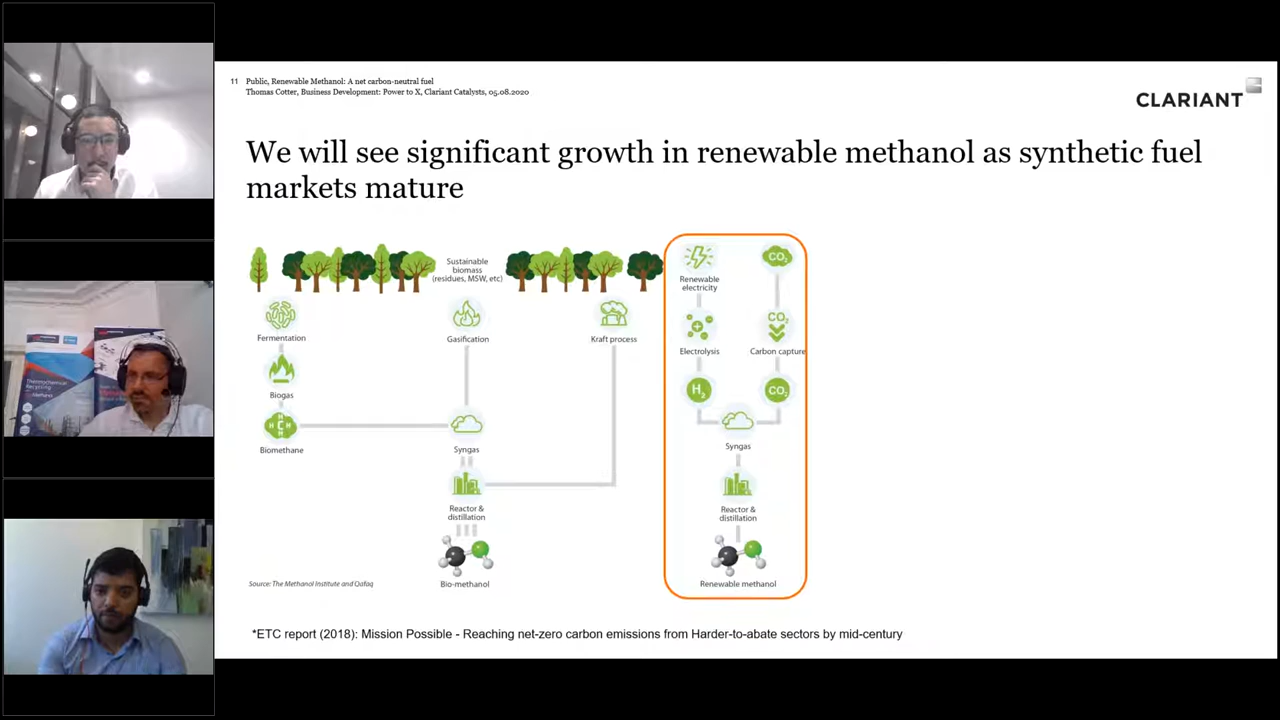 11 Public, Renewable Methanol: A net carbon-neutral fuel
Thomas Cotter, Business Development: Power to X, Clariant Catalysts, 05.08.2020
CLARIANT
We will see significant growth in renewable methanol as synthetic fuel
markets mature
Sustainable
biomass
(residues, MSW, etc)
Renewable
electricity
CO2
Fermentation
Gasification
Kraft process
CO2
Electrolysis
Carbon capture
Biogas
H2
CO2
H
H C H
H
Biomethane
Syngas
Syngas
Reactor &
distillation
Reactor &
distillation
Bio-methanol
Renewable methanol
Source: The Methanol Institute and Qafaq
*ETC report (2018): Mission Possible - Reaching net-zero carbon emissions from Harder-to-abate sectors by mid-century
Thermochemical
Recycling